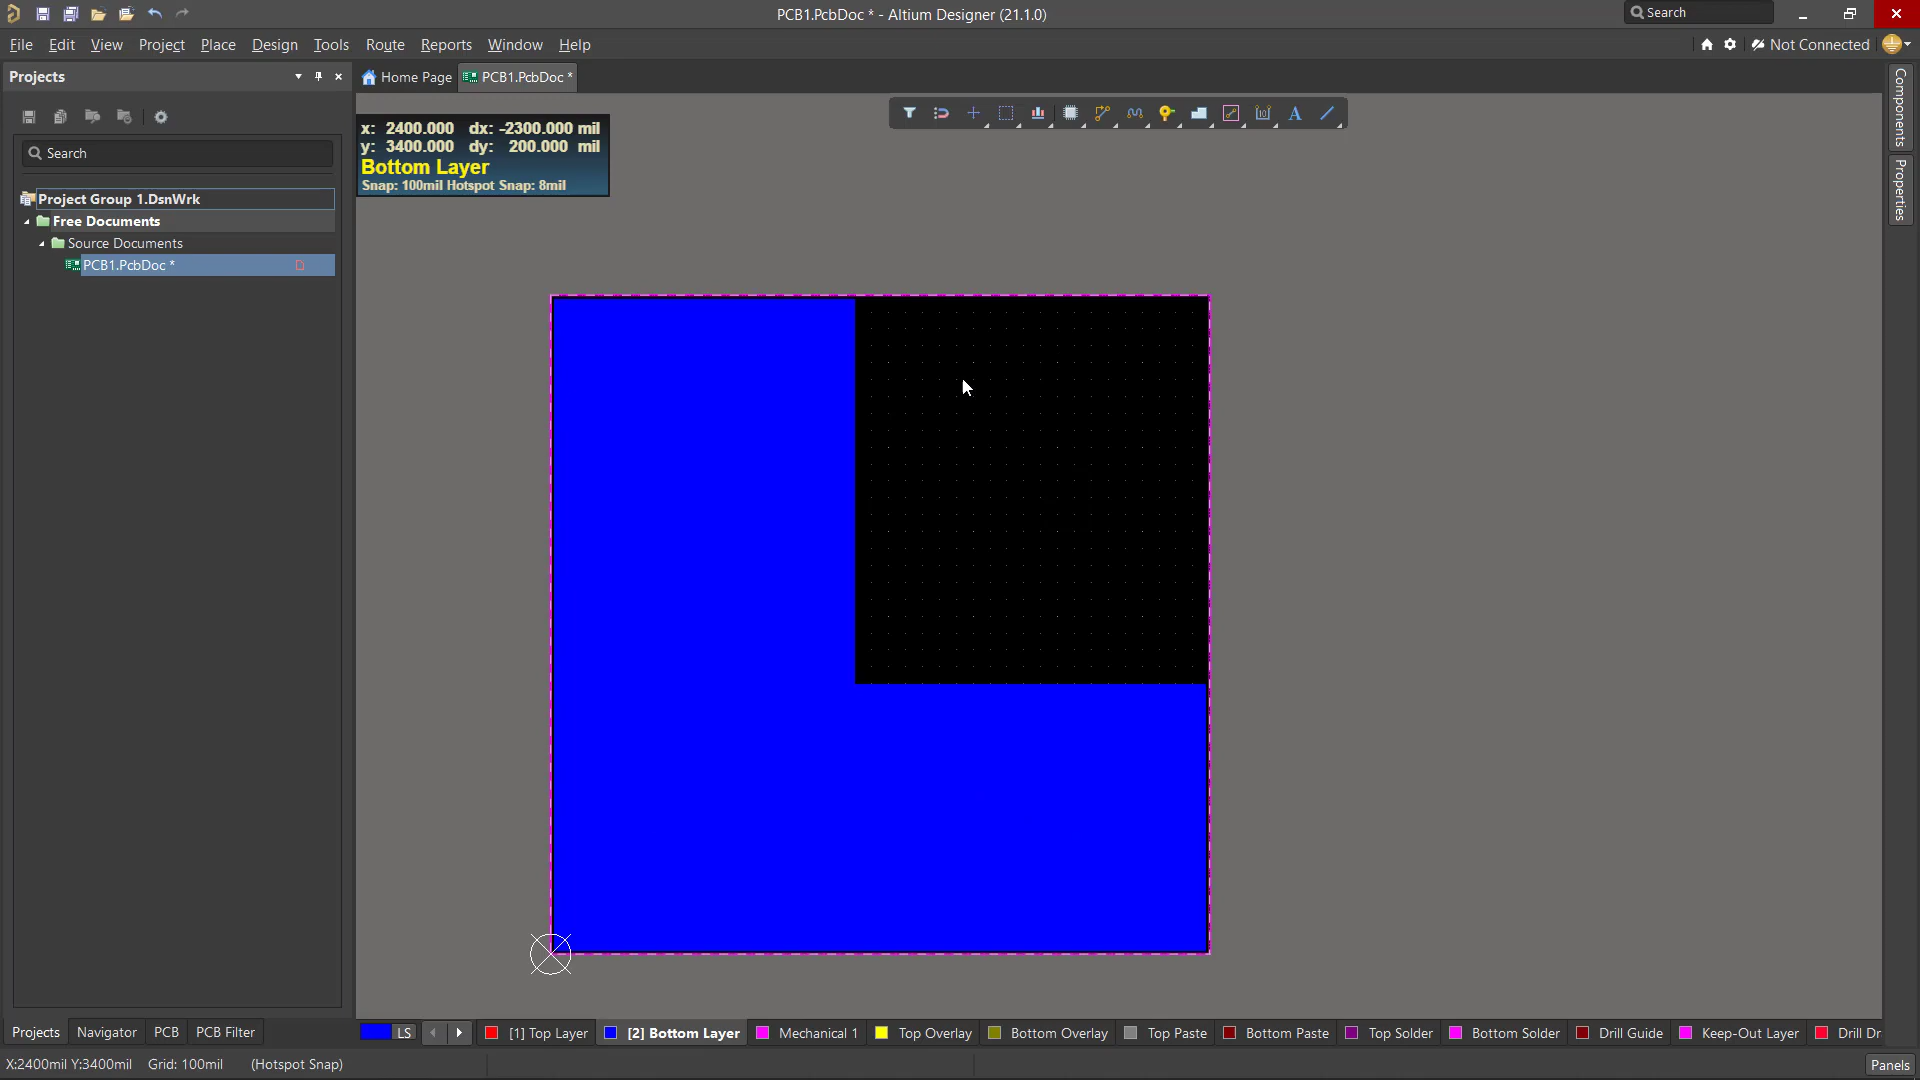 PCB1.PcbDoc * - Altium Designer (21.1.0)
Search
File Edit View Project Place Design Tools Route Reports Window Help
Not Connected
Projects
Home Page
PCB1.PcbDoc *
Search
Project Group 1.DsnWrk
Free Documents
Source Documents
PCB1.PcbDoc *
x: 2400.000 dx: -2300.000 mil
y: 3400.000 dy: 200.000 mil
Bottom Layer
Snap: 100mil Hotspot Snap: 8mil
A
Components
Properties
Projects Navigator PCB PCB Filter
LS [1] Top Layer [2] Bottom Layer Mechanical 1 Top Overlay Bottom Overlay Top Paste Bottom Paste Top Solder Bottom Solder Drill Guide Keep-Out Layer Drill Dr
X:2400mil Y:3400mil Grid: 100mil (Hotspot Snap)
Panels